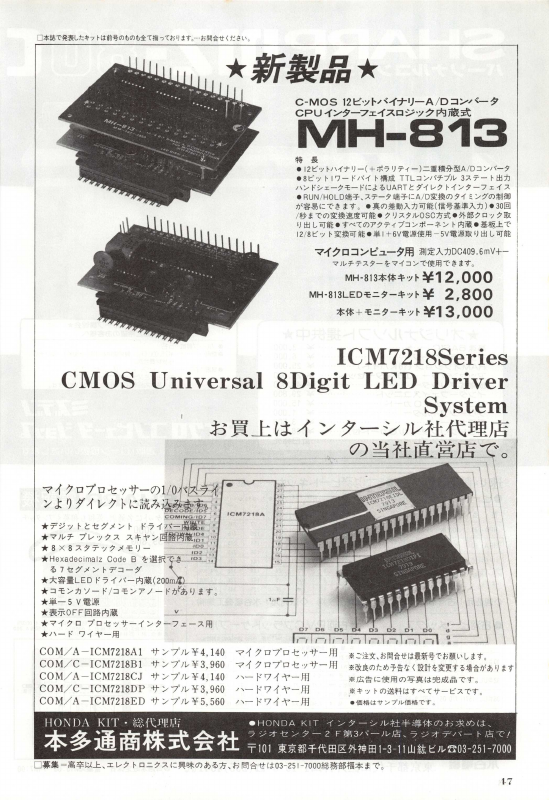 □本誌で発表したキットは前号のものも全て揃っております。—お問合せください。
★新製品★
C-MOS 12ビットバイナリーA/Dコンバータ
CPUインターフェイスロジック内蔵式
MH-813
特 長
●12ビットバイナリー(+ポラリティー)二重積分型A/Dコンバータ
●8ビット1ワードバイト構成 TTLコンパチブル 3ステート出力
ハンドシェークモードによるUARTとダイレクトインターフェイス
●RUN/HOLD端子、ステータ端子にA/D変換のタイミングの制御
が容易にできます。●真の差動入力可能(信号基準入力)●30回
/秒までの変換速度可能●クリスタルOSC方式●外部クロック取
り出し可能●すべてのアクティブコンポーネント内蔵●基板上で
12/8ビット変換可能●単1+6V電源使用-5V電源取り出し可能
マイクロコンピュータ用 測定入力DC409.6mV+−
マルチテスターをマイコンで使用できます。
MH-813本体キット¥12,000
MH-813LEDモニターキット¥ 2,800
本体+モニターキット¥13,000
ICM7218Series
CMOS Universal 8Digit LED Driver
System
お買上はインターシル社代理店
の当社直営店で。
マイクロプロセッサーのI/0バスライ
ンよりダイレクトに読み込みます
★デジットとセグメント ドライバー内蔵
★マルチ プレックス スキャン回路内蔵
★8×8スタテックメモリー
★Hexadecimalz Code B を選択でき
る7セグメントデコーダ
★大容量LEDドライバー内蔵(200mA)
★コモンカソード/コモンアノードがあります。
★単一5V電源
★表示OFF回路内蔵
★マイクロ プロセッサーインターフェース用
★ハード ワイヤー用
ICM7218A
SINGAPORE
SINGAPORE
.1μF
D7 D6 D5 D4 D3 D2 D1 D0
COM/A−ICM7218A1 サンプル¥4,140 マイクロプロセッサー用
COM/C−ICM7218B1 サンプル¥3,960 マイクロプロセッサー用
COM/A−ICM7218CJ サンプル¥4,140 ハードワイヤー用
COM/C−ICM7218DP サンプル¥3,960 ハードワイヤー用
COM/A−ICM7218ED サンプル¥5,560 ハードワイヤー用
※ご注文、お問合せは最新号でお願いします。
※改良のため予告なく設計を変更する場合があります
※広告に使用の写真は完成品です。
※キットの送料はすべてサービスです。
●価格はサンプル価格です。
HONDA KIT・総代理店
本多通商株式会社
●HONDA KIT インターシル社半導体のお求めは、
ラジオセンター2F第3パール店、ラジオデパート店で!
〒101 東京都千代田区外神田1-3-11山鉱ビル☎03-251-7000
□募集−高卒以上、エレクトロニクスに興味のある方、お問合せは03-251-7000総務部福本まで。
47